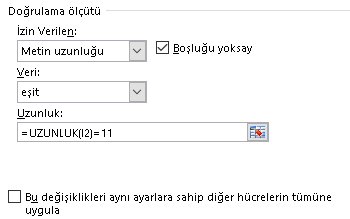 Doğrulama ölçütü
İzin Verilen:
Metin uzunluğu
Boşluğu yoksay
Veri:
eşit
Uzunluk:
=UZUNLUK(I2)=11
Bu değişiklikleri aynı ayarlara sahip diğer hücrelerin tümüne
uygula